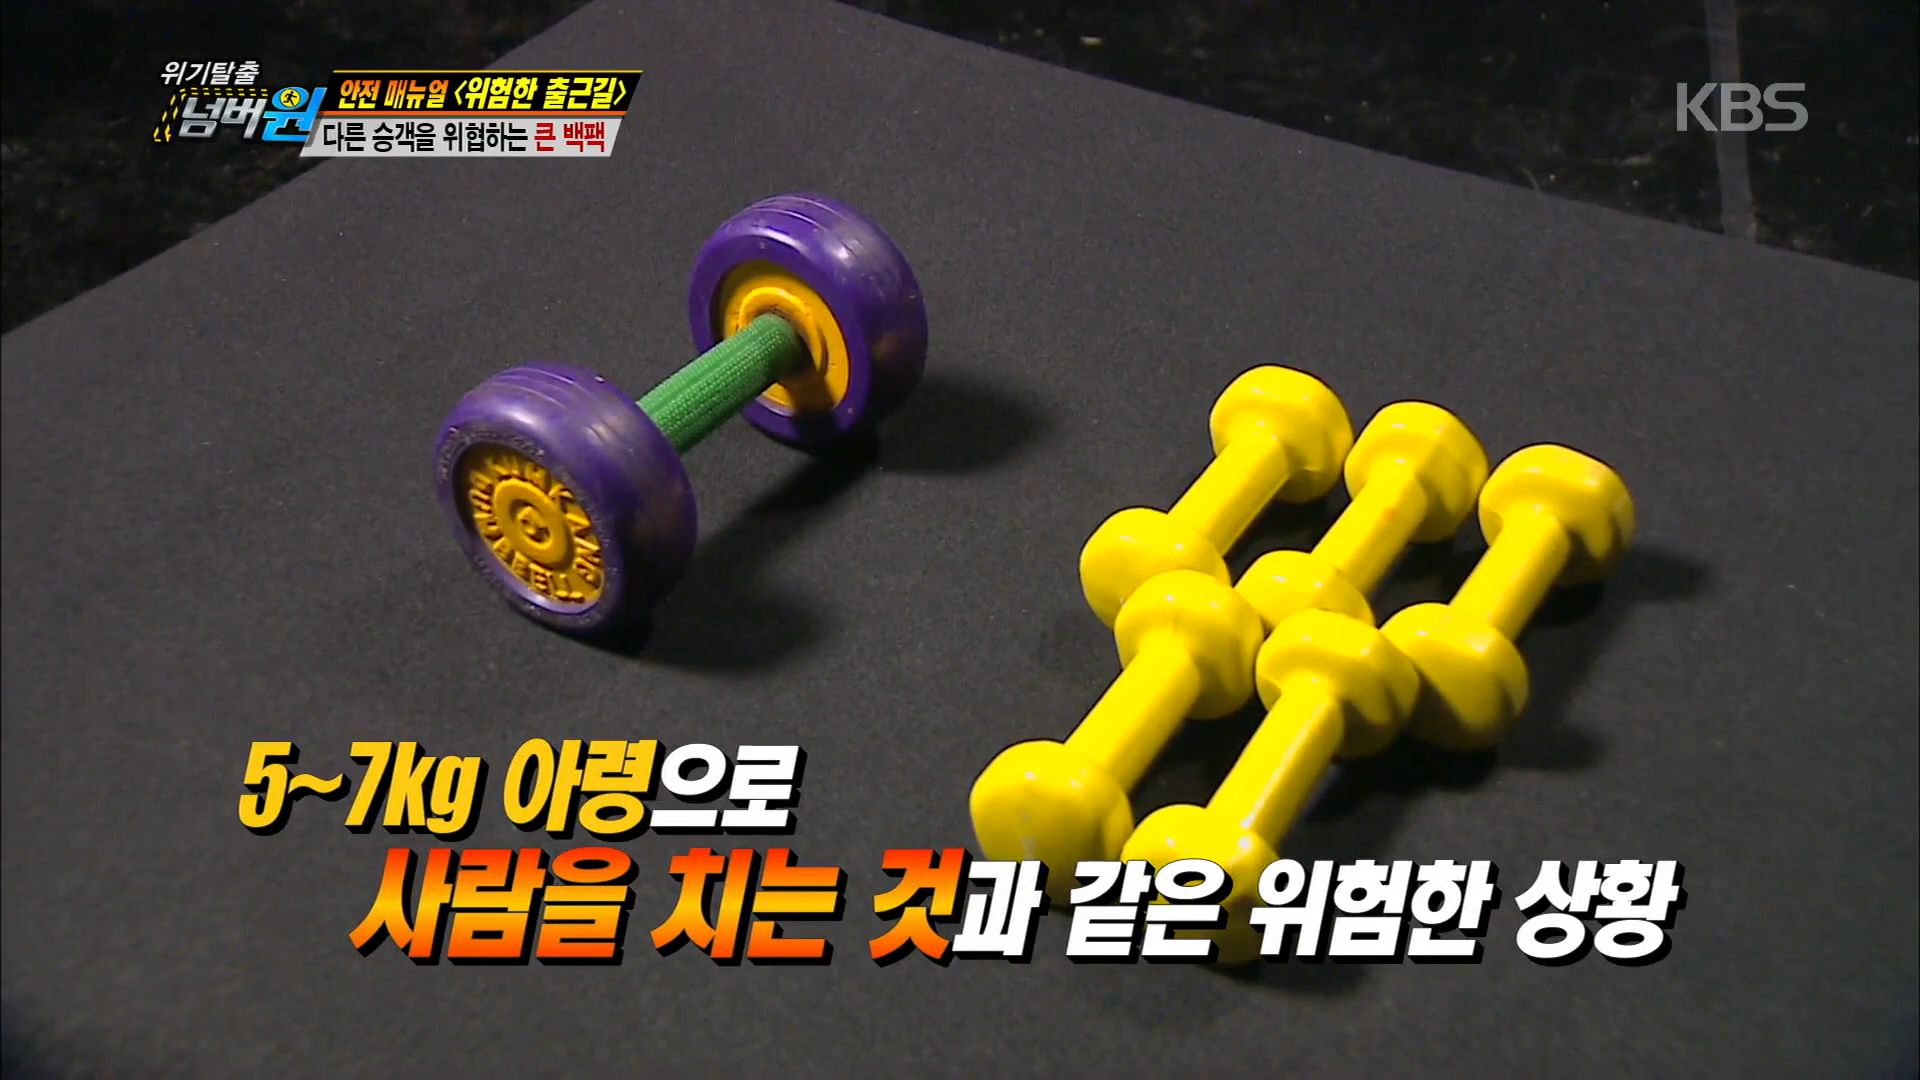 위기탈출
넘버원
안전 매뉴얼 <위험한 출근길>
다른 승객을 위협하는 큰 백팩
KBS
5~7kg 아령으로
사람을 치는 것과 같은 위험한 상황